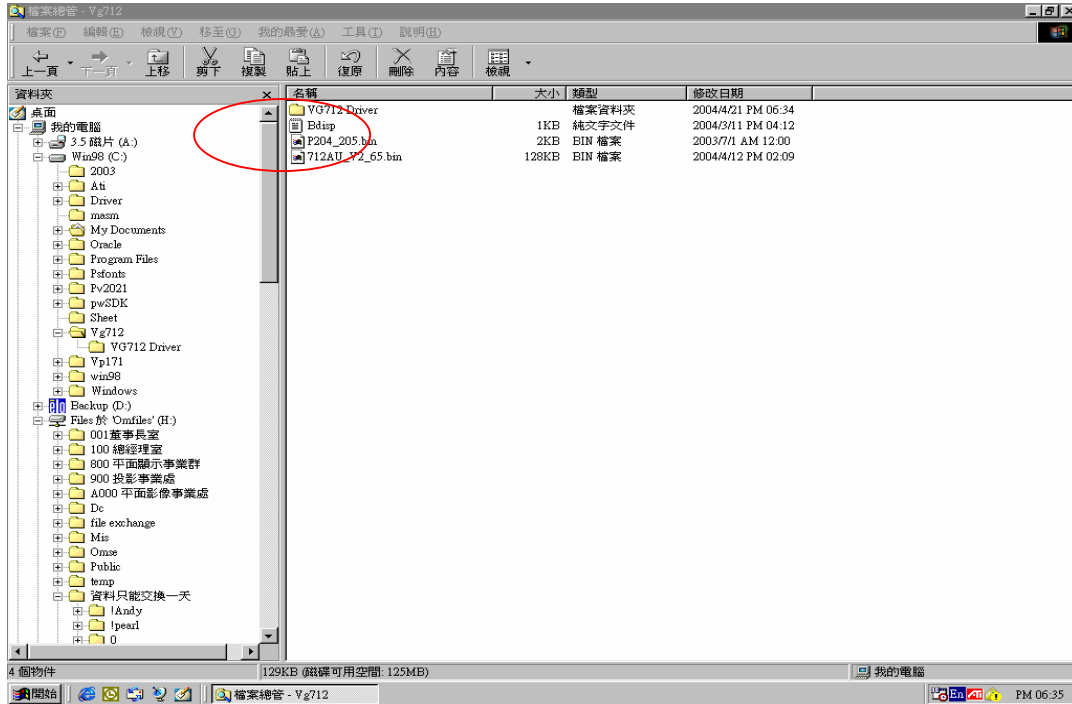 檔案總管 - Vg712
檔案(F) 編輯(E) 檢視(V) 移至(G) 我的最愛(A) 工具(T) 說明(H)
上一頁 下一頁 上移 剪下 複製 貼上 復原 刪除 內容 檢視
資料夾
桌面
我的電腦
3.5 磁片 (A:)
Win98 (C:)
2003
Ati
Driver
masm
My Documents
Oracle
Program Files
Psfonts
Pv2021
pwSDK
Sheet
Vg712
VG712 Driver
Vp171
win98
Windows
Backup (D:)
Files 於 'Omfiles' (H:)
001董事長室
100 總經理室
800 平面顯示事業群
900 投影事業處
A000 平面影像事業處
Dc
file exchange
Mis
Omse
Public
temp
資料只能交換一天
!Andy
!pearl
0
名稱 大小 類型 修改日期
VG712 Driver 檔案資料夾 2004/4/21 PM 06:34
Bdisp 1KB 純文字文件 2004/3/11 PM 04:12
P204_205.bin 2KB BIN 檔案 2003/7/1 AM 12:00
712AU_V2_65.bin 128KB BIN 檔案 2004/4/12 PM 02:09
4 個物件 129KB (磁碟可用空間: 125MB) 我的電腦
開始 檔案總管 - Vg712 En PM 06:35